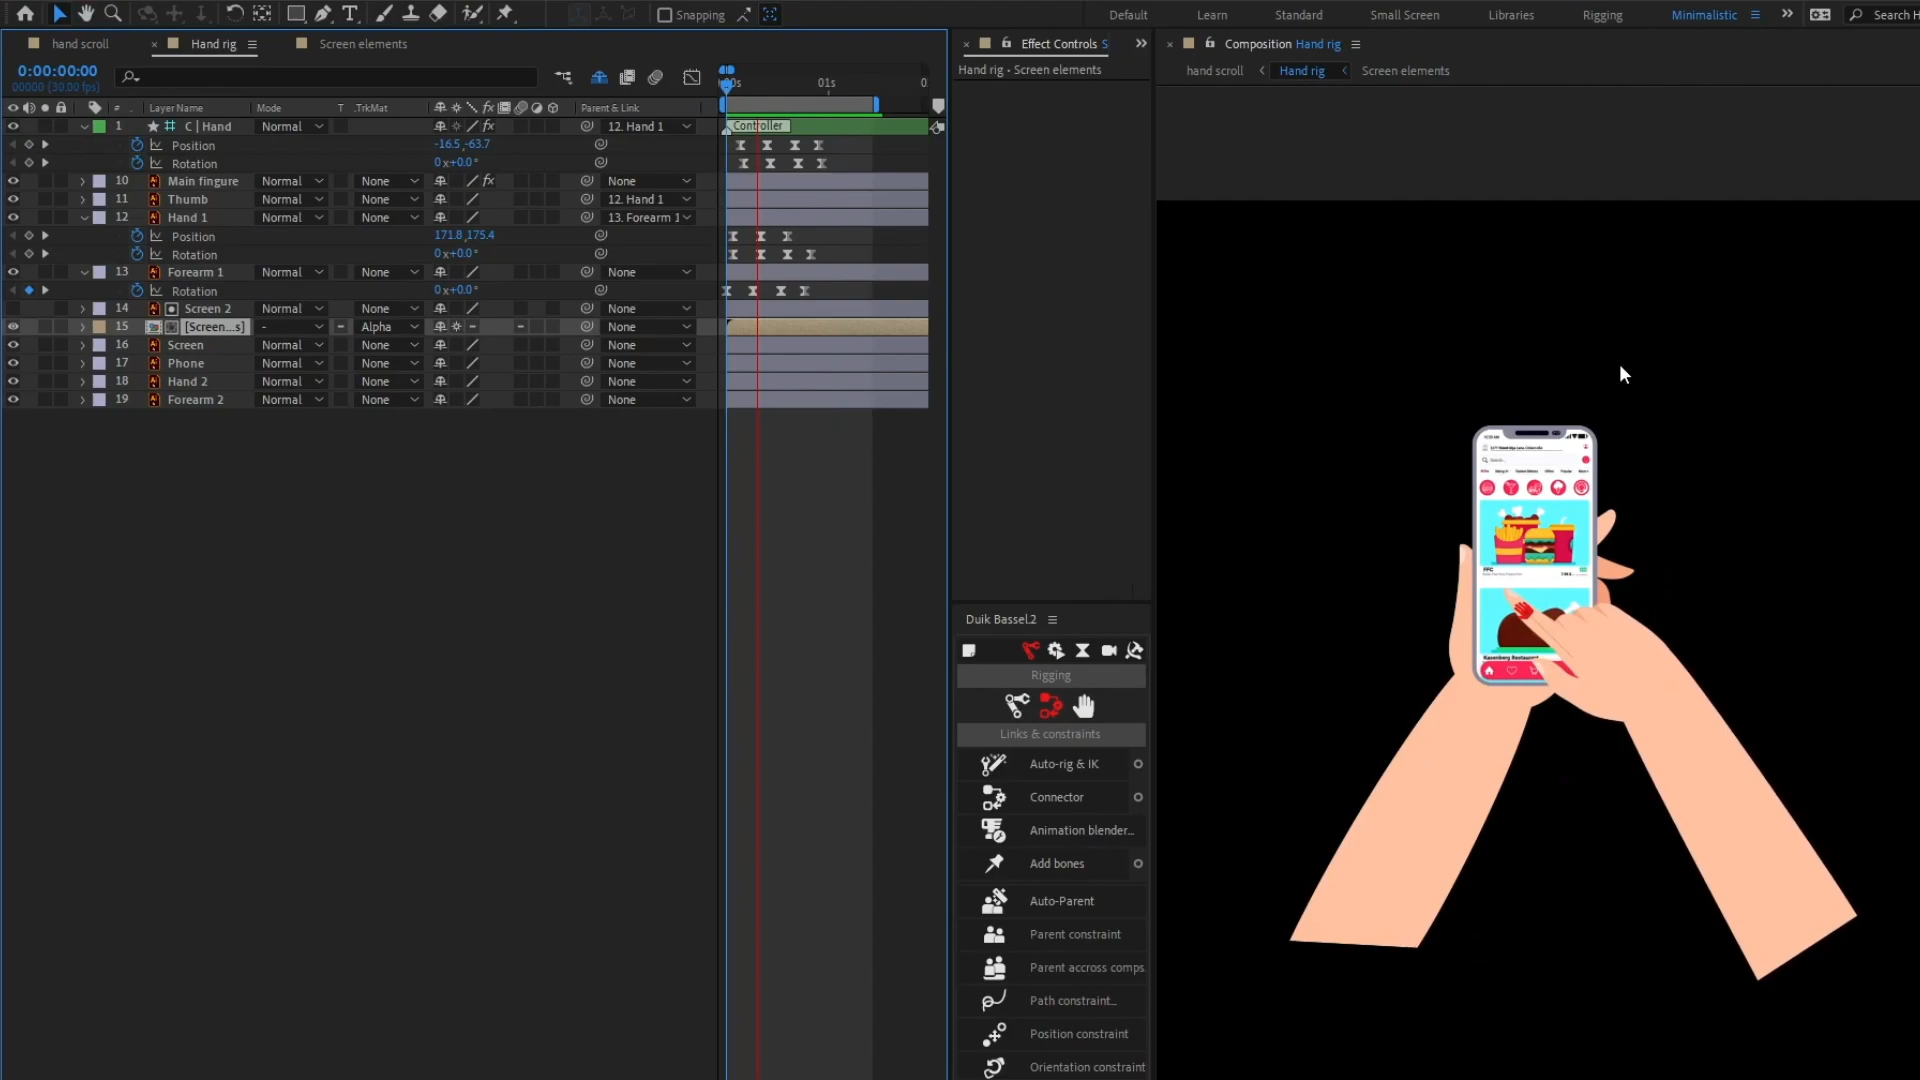 Snapping
Default Learn Standard Small Screen Libraries Rigging Minimalistic Search H
hand scroll Hand rig Screen elements
Effect Controls S
Composition Hand rig
Hand rig • Screen elements
hand scroll Hand rig Screen elements
0:00:00:00
00000 (30.00 fps)
01s
# Layer Name Mode T .TrkMat fx Parent & Link
1 C | Hand Normal fx 12. Hand 1 Controller
Position -16.5,-63.7
Rotation 0x+0.0°
10 Main fingure Normal None fx None
11 Thumb Normal None 12. Hand 1
12 Hand 1 Normal None 13. Forearm 1
Position 171.8,175.4
Rotation 0x+0.0°
13 Forearm 1 Normal None None
Rotation 0x+0.0°
14 Screen 2 Normal None None
15 [Screen...s] - Alpha None
16 Screen Normal None None
17 Phone Normal None None
18 Hand 2 Normal None None
19 Forearm 2 Normal None None
Duik Bassel.2
Rigging
Links & constraints
Auto-rig & IK
Connector
Animation blender...
Add bones
Auto-Parent
Parent constraint
Parent accross comps
Path constraint...
Position constraint
Orientation constraint
FFC
Search...